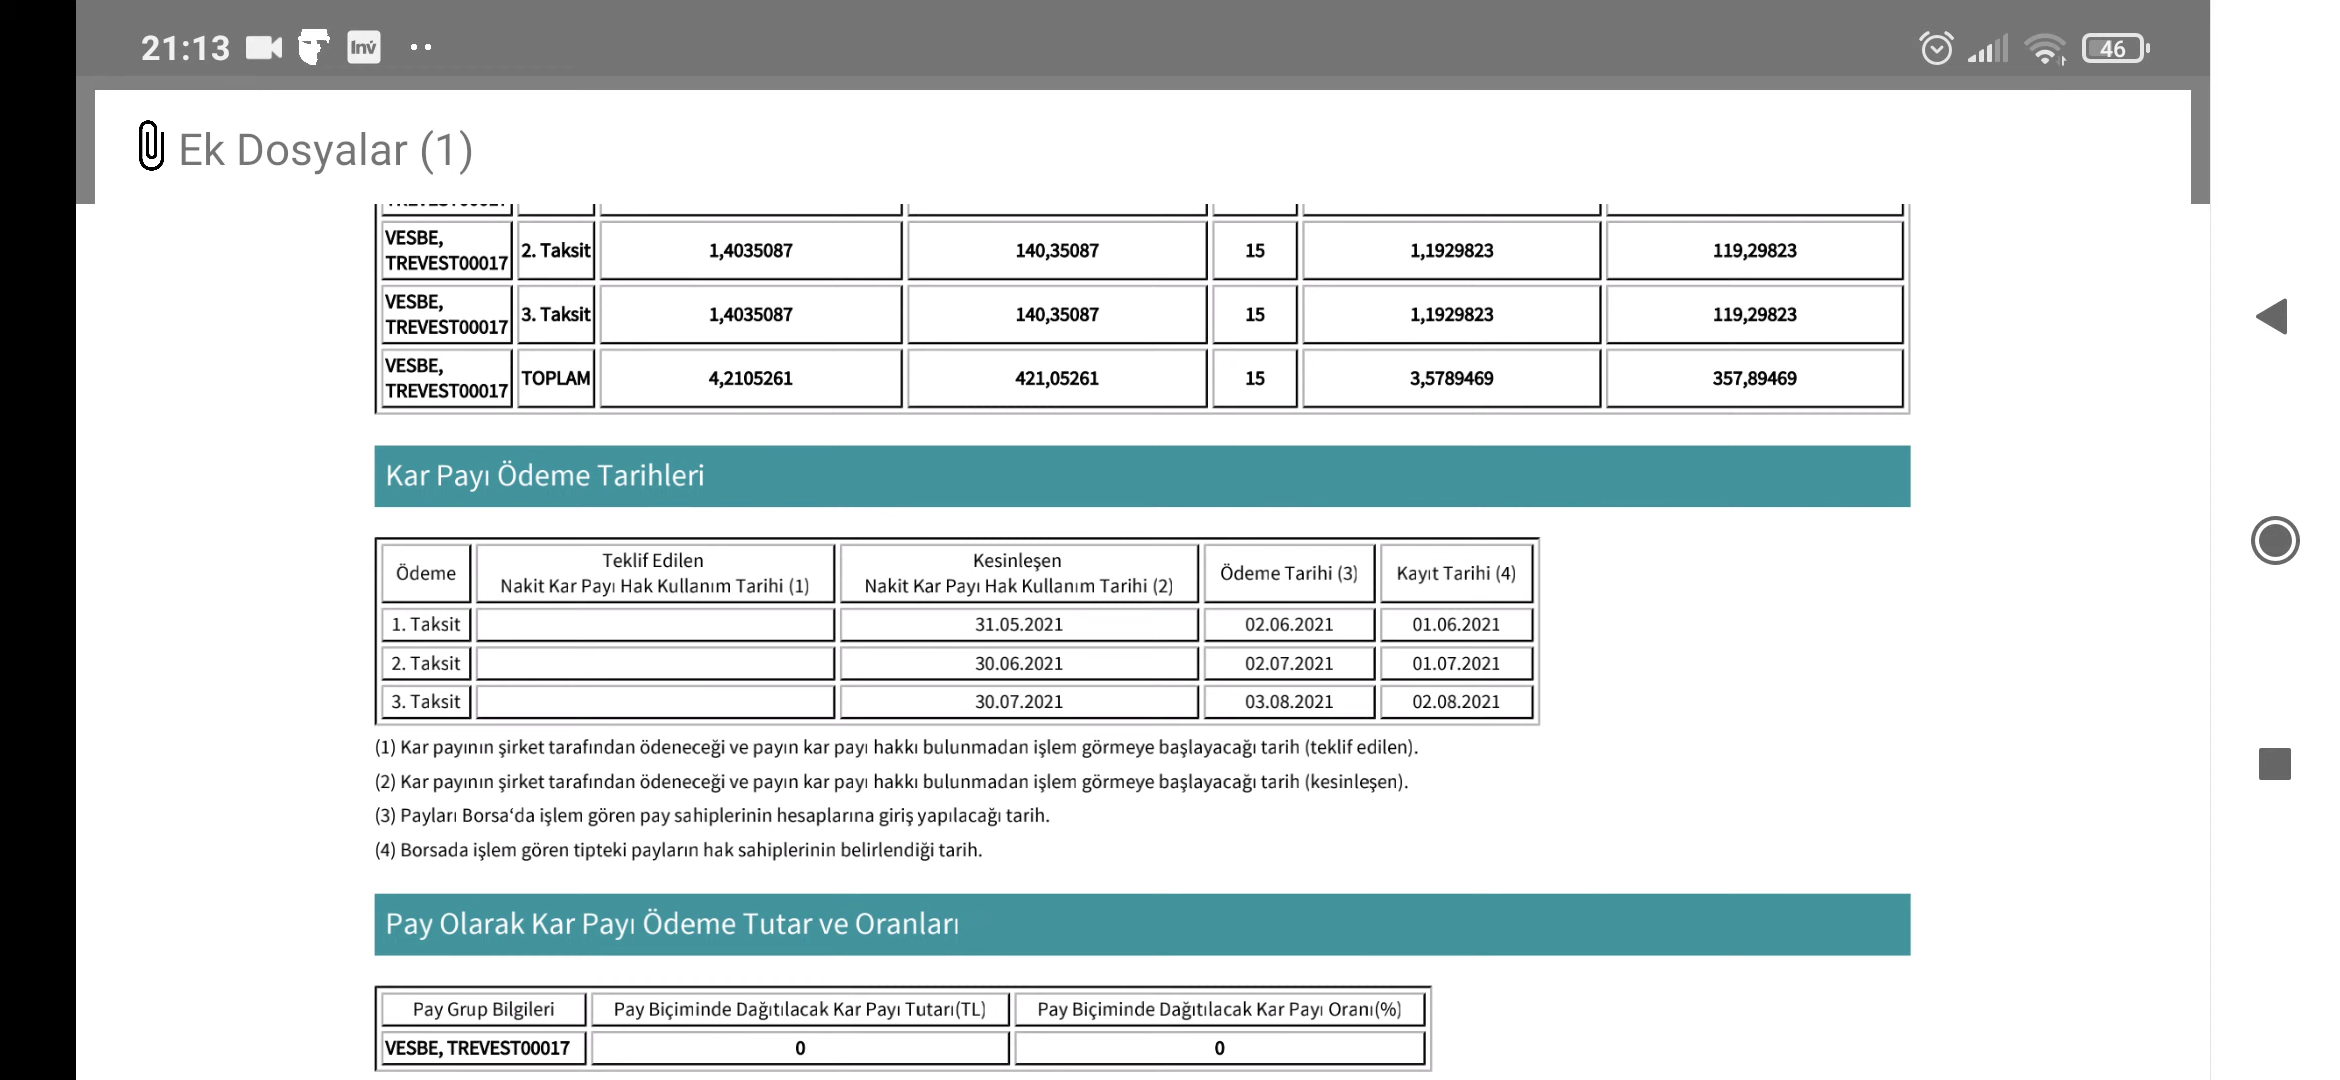 21:13
Inv
46
Ek Dosyalar (1)
VESBE,
TREVEST00017
2. Taksit
1,4035087
140,35087
15
1,1929823
119,29823
VESBE,
TREVEST00017
3. Taksit
1,4035087
140,35087
15
1,1929823
119,29823
VESBE,
TREVEST00017
TOPLAM
4,2105261
421,05261
15
3,5789469
357,89469
Kar Payı Ödeme Tarihleri
Ödeme
Teklif Edilen
Nakit Kar Payı Hak Kullanım Tarihi (1)
Kesinleşen
Nakit Kar Payı Hak Kullanım Tarihi (2)
Ödeme Tarihi (3)
Kayıt Tarihi (4)
1. Taksit
31.05.2021
02.06.2021
01.06.2021
2. Taksit
30.06.2021
02.07.2021
01.07.2021
3. Taksit
30.07.2021
03.08.2021
02.08.2021
(1) Kar payının şirket tarafından ödeneceği ve payın kar payı hakkı bulunmadan işlem görmeye başlayacağı tarih (teklif edilen).
(2) Kar payının şirket tarafından ödeneceği ve payın kar payı hakkı bulunmadan işlem görmeye başlayacağı tarih (kesinleşen).
(3) Payları Borsa‘da işlem gören pay sahiplerinin hesaplarına giriş yapılacağı tarih.
(4) Borsada işlem gören tipteki payların hak sahiplerinin belirlendiği tarih.
Pay Olarak Kar Payı Ödeme Tutar ve Oranları
Pay Grup Bilgileri
Pay Biçiminde Dağıtılacak Kar Payı Tutarı(TL)
Pay Biçiminde Dağıtılacak Kar Payı Oranı(%)
VESBE, TREVEST00017
0
0